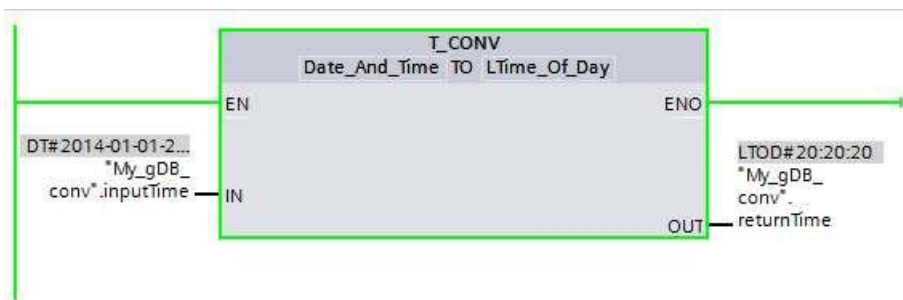 T_CONV
Date_And_Time TO LTime_Of_Day
EN
ENO
DT#2014-01-01-2...
"My_gDB_
conv".inputTime
IN
LTOD#20:20:20
"My_gDB_
conv".
returnTime
OUT